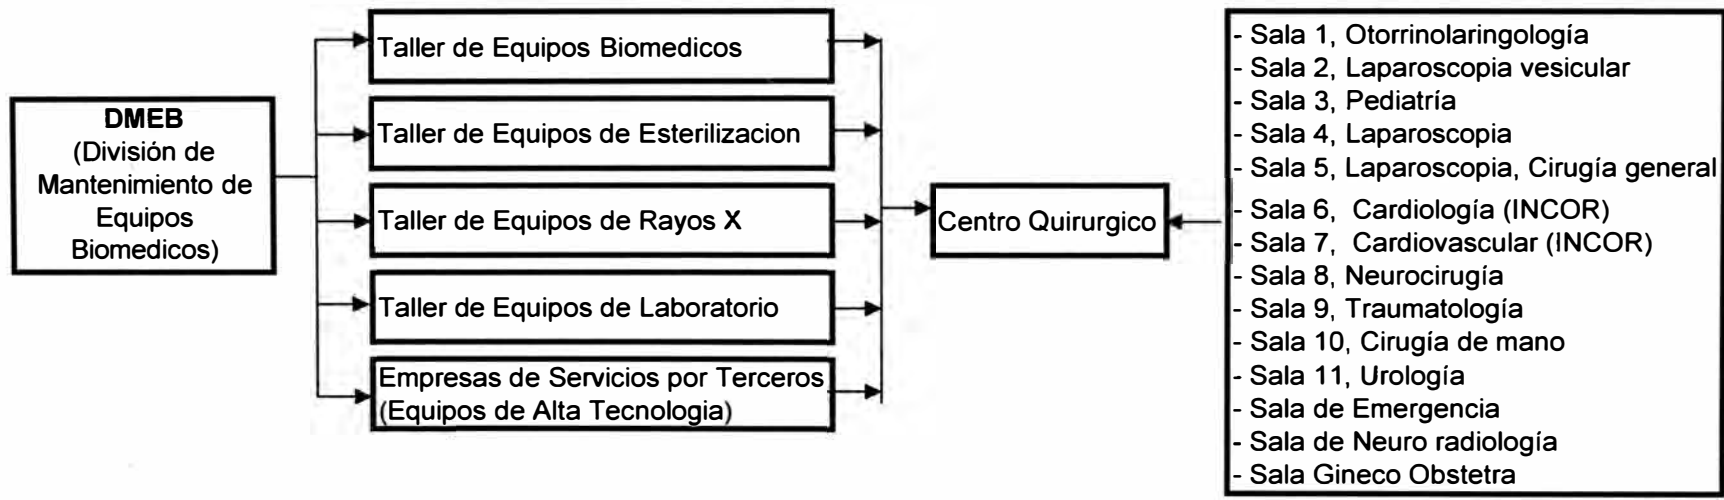 DMEB
(División de
Mantenimiento de
Equipos
Biomedicos)
Taller de Equipos Biomedicos
Taller de Equipos de Esterilizacion
Taller de Equipos de Rayos X
Taller de Equipos de Laboratorio
Empresas de Servicios por Terceros
(Equipos de Alta Tecnologia)
Centro Quirurgico
- Sala 1, Otorrinolaringología
- Sala 2, Laparoscopia vesicular
- Sala 3, Pediatría
- Sala 4, Laparoscopia
- Sala 5, Laparoscopia, Cirugía general
- Sala 6, Cardiología (INCOR)
- Sala 7, Cardiovascular (INCOR)
- Sala 8, Neurocirugía
- Sala 9, Traumatología
- Sala 10, Cirugía de mano
- Sala 11, Urología
- Sala de Emergencia
- Sala de Neuro radiología
- Sala Gineco Obstetra